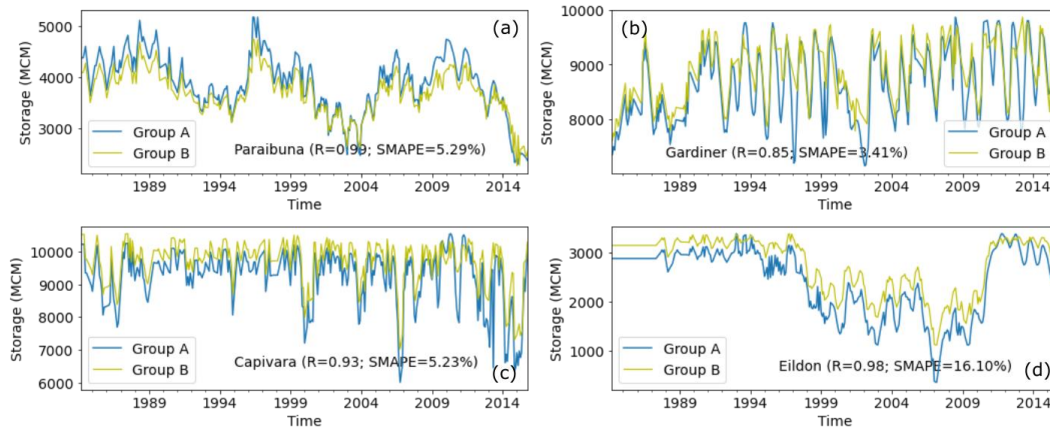 (a)
5000
4000
3000
Storage (MCM)
Group A
Group B
Paraibuna (R=0.99; SMAPE=5.29%)
1989 1994 1999 2004 2009 2014
Time
(b)
10000
9000
8000
Storage (MCM)
Group A
Group B
Gardiner (R=0.85; SMAPE=3.41%)
1989 1994 1999 2004 2009 2014
Time
10000
9000
8000
7000
6000
Storage (MCM)
Group A
Group B
Capivara (R=0.93; SMAPE=5.23%)
(c)
1989 1994 1999 2004 2009 2014
Time
3000
2000
1000
Storage (MCM)
Group A
Group B
Eildon (R=0.98; SMAPE=16.10%)
(d)
1989 1994 1999 2004 2009 2014
Time